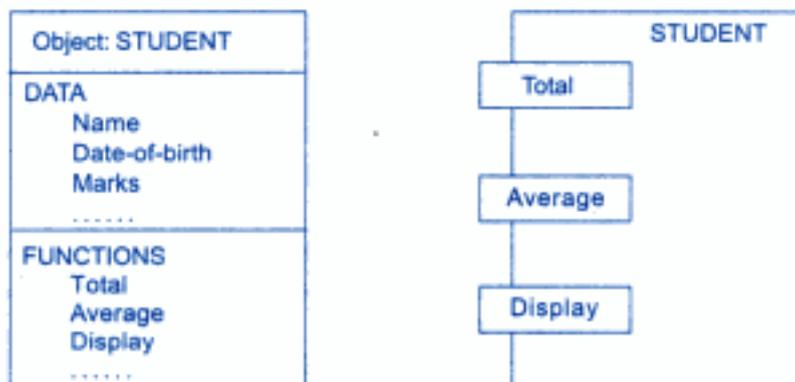 Object: STUDENT
DATA
Name
Date-of-birth
Marks
......
FUNCTIONS
Total
Average
Display
......
STUDENT
Total
Average
Display